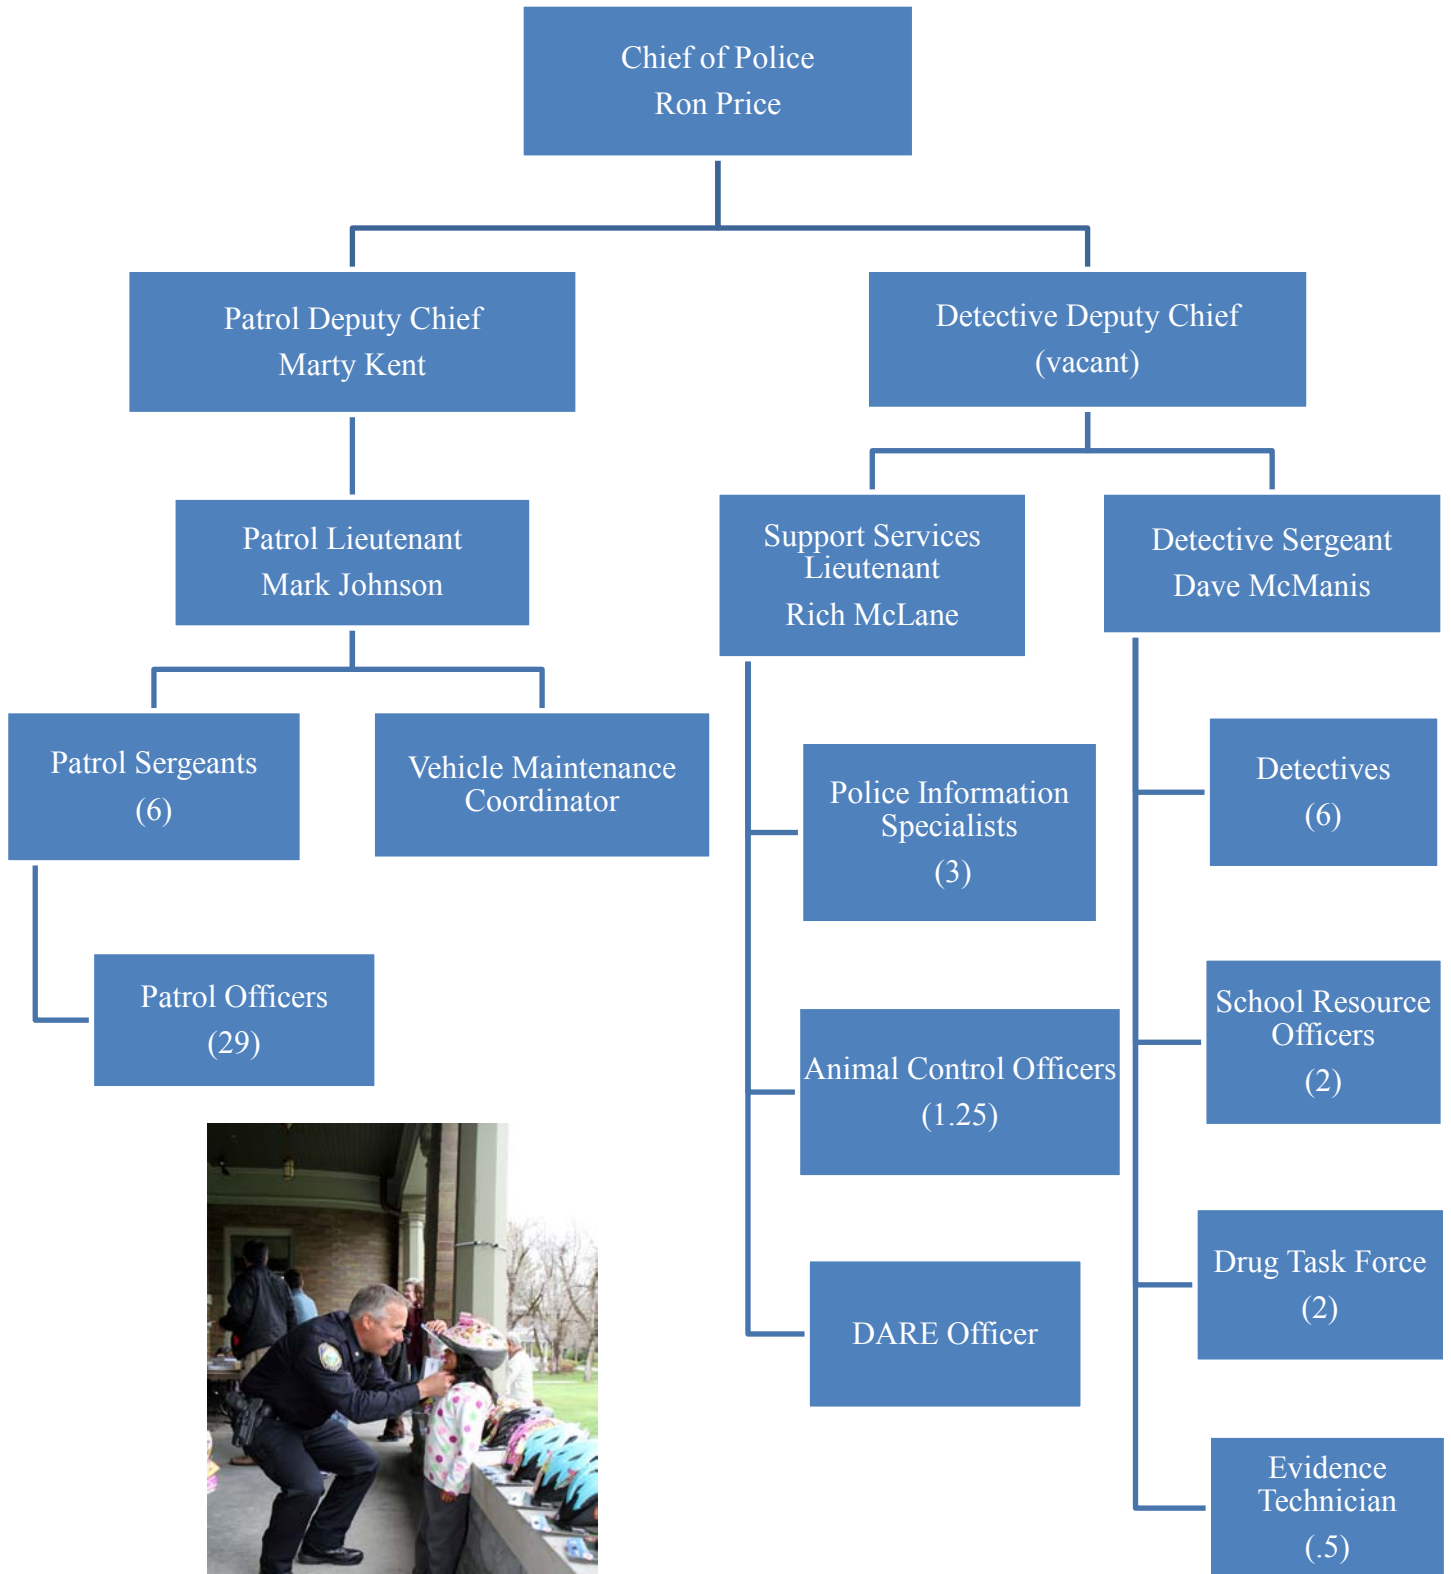 Chief of Police
Ron Price
Patrol Deputy Chief
Marty Kent
Detective Deputy Chief
(vacant)
Patrol Lieutenant
Mark Johnson
Support Services
Lieutenant
Rich McLane
Detective Sergeant
Dave McManis
Patrol Sergeants
(6)
Vehicle Maintenance
Coordinator
Patrol Officers
(29)
Police Information
Specialists
(3)
Animal Control Officers
(1.25)
DARE Officer
Detectives
(6)
School Resource
Officers
(2)
Drug Task Force
(2)
Evidence
Technician
(.5)